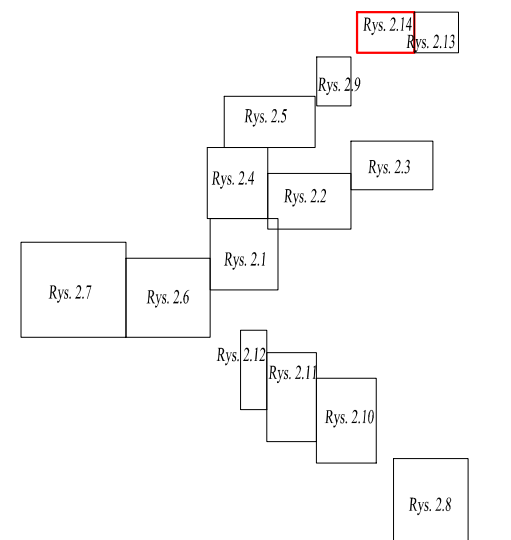 Rys. 2.14
Rys. 2.13
Rys. 2.9
Rys. 2.5
Rys. 2.3
Rys. 2.4
Rys. 2.2
Rys. 2.1
Rys. 2.7
Rys. 2.6
Rys. 2.12
Rys. 2.11
Rys. 2.10
Rys. 2.8